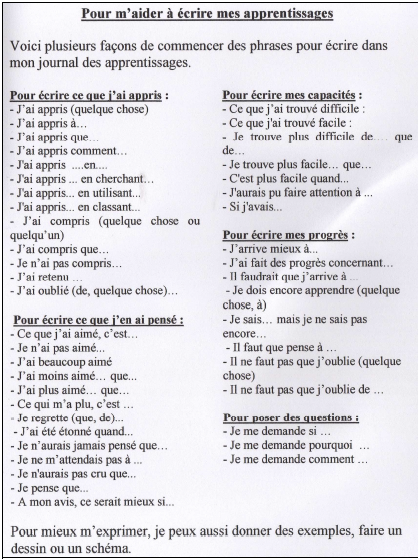 Pour m'aider à écrire mes apprentissages
Voici plusieurs façons de commencer des phrases pour écrire dans
mon journal des apprentissages.
Pour écrire ce que j'ai appris :
- J'ai appris (quelque chose)
- J'ai appris à…
- J'ai appris que…
- J'ai appris comment…
- J'ai appris ....en....
- J'ai appris... en cherchant…
- J'ai appris... en utilisant...
- J'ai appris... en classant...
- J'ai compris (quelque chose ou
quelqu'un)
- J'ai compris que…
- Je n'ai pas compris…
- J'ai retenu ...
- J'ai oublié (de, quelque chose)…
Pour écrire ce que j'en ai pensé :
- Ce que j'ai aimé, c'est…
- Je n'ai pas aimé...
- J'ai beaucoup aimé
- J'ai moins aimé… que...
- J'ai plus aimé… que…
- Ce qui m'a plu, c'est …
- Je regrette (que, de)...
- J'ai été étonné quand...
- Je n'aurais jamais pensé que…
- Je ne m'attendais pas à ...
- Je n'aurais pas cru que...
- Je pense que...
- A mon avis, ce serait mieux si...
Pour écrire mes capacités :
- Ce que j'ai trouvé difficile :
- Ce que j'ai trouvé facile :
- Je trouve plus difficile de.... que
de…
- Je trouve plus facile… que…
- C'est plus facile quand...
- J'aurais pu faire attention à ...
- Si j'avais...
Pour écrire mes progrès :
- J'arrive mieux à...
- J'ai fait des progrès concernant…
- Il faudrait que j'arrive à ...
- Je dois encore apprendre (quelque
chose, à)
- Je sais… mais je ne sais pas
encore…
- Il faut que pense à …
- Il ne faut pas que j'oublie (quelque
chose)
- Il ne faut pas que j'oublie de …
Pour poser des questions :
- Je me demande si …
- Je me demande pourquoi …
- Je me demande comment …
Pour mieux m'exprimer, je peux aussi donner des exemples, faire un
dessin ou un schéma.